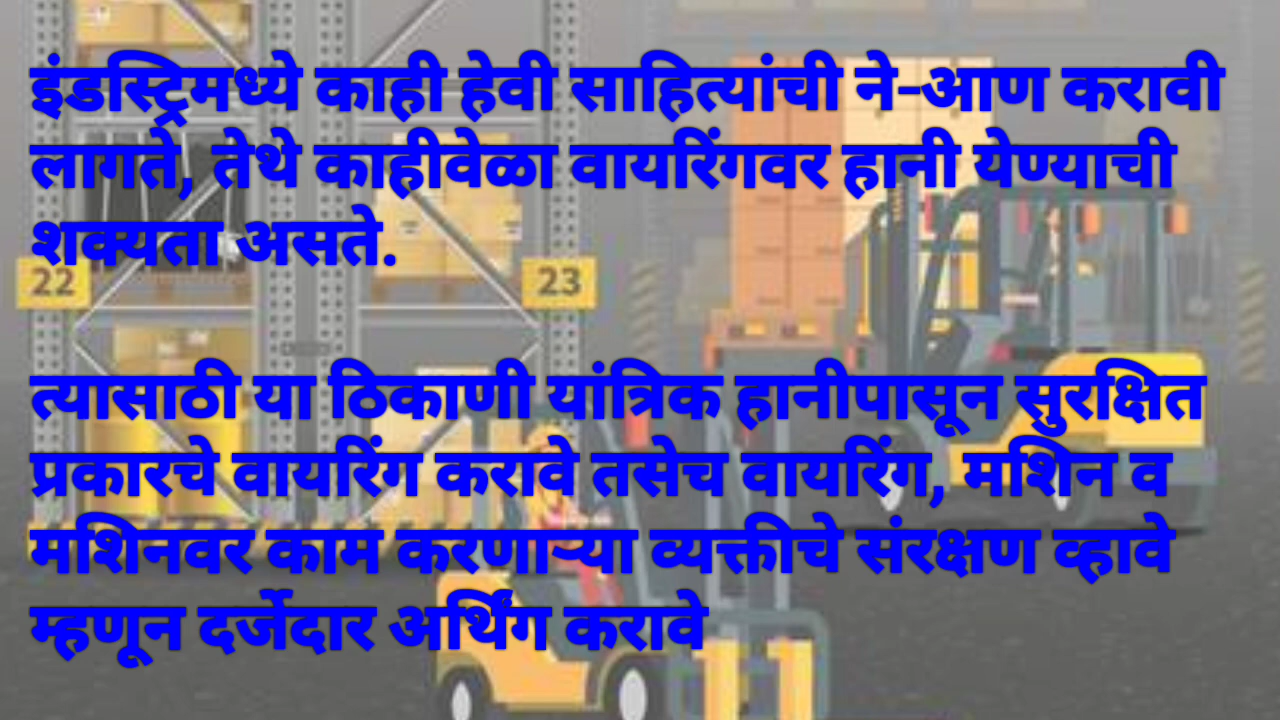 इंडस्ट्रिमध्ये काही हेवी साहित्यांची ने-आण करावी
लागते, तेथे काहीवेळा वायरिंगवर हानी येण्याची
शक्यता असते.
22
23
त्यासाठी या ठिकाणी यांत्रिक हानीपासून सुरक्षित
प्रकारचे वायरिंग करावे तसेच वायरिंग, मशिन व
मशिनवर काम करणाऱ्या व्यक्तीचे संरक्षण व्हावे
म्हणून दर्जेदार अर्थिंग करावे